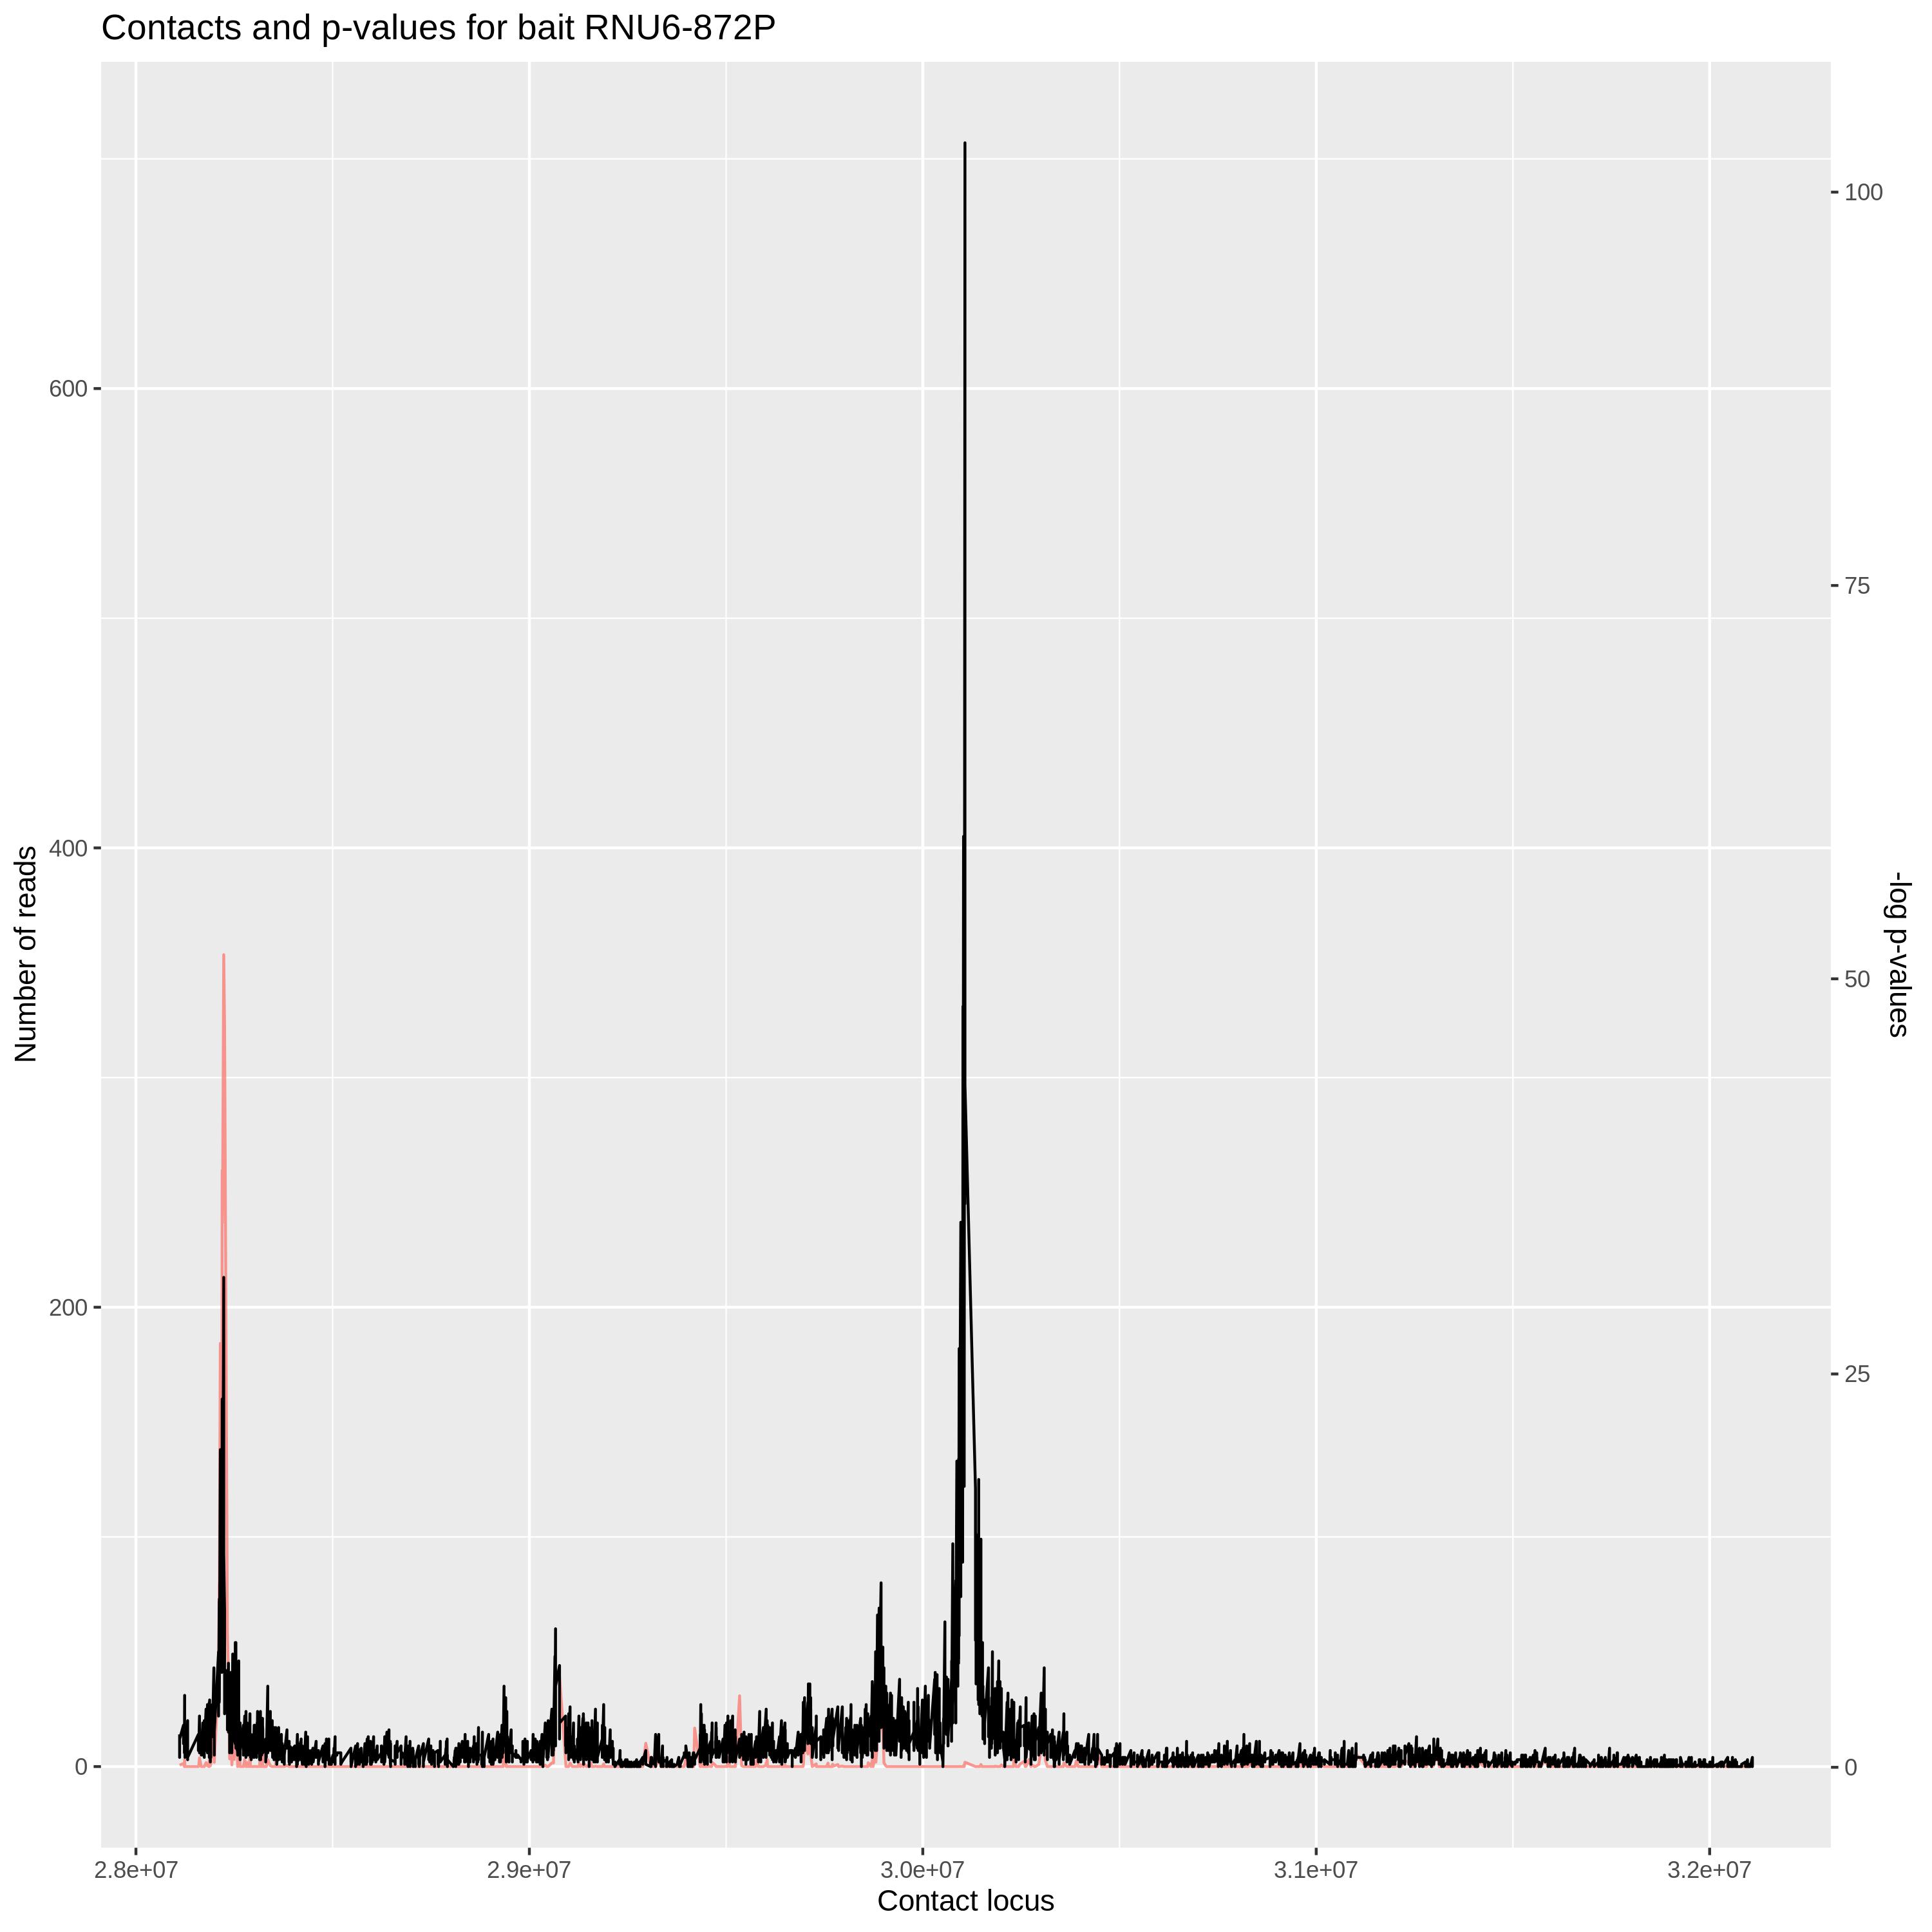 Contacts and p-values for bait RNU6-872P
Number of reads
600
400
200
0
100
75
50
25
0
-log p-values
2.8e+07
2.9e+07
3.0e+07
3.1e+07
3.2e+07
Contact locus